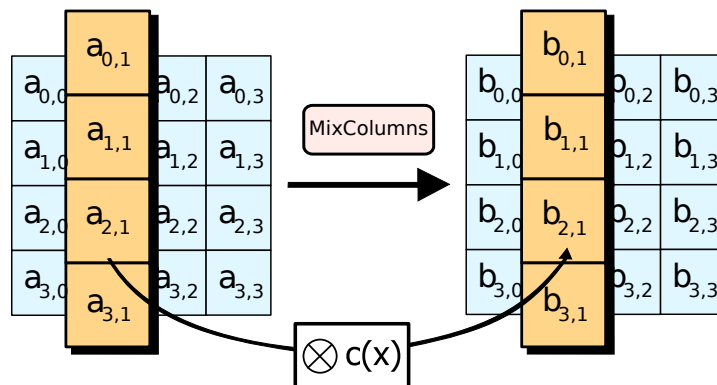 a0,1
a0,0 a0,2 a0,3
a1,1
a1,0 a1,2 a1,3
a2,1
a2,0 a2,2 a2,3
a3,1
a3,0 a3,2 a3,3
MixColumns
b0,1
b0,0 b0,2 b0,3
b1,1
b1,0 b1,2 b1,3
b2,1
b2,0 b2,2 b2,3
b3,1
b3,0 b3,2 b3,3
⊗ c(x)